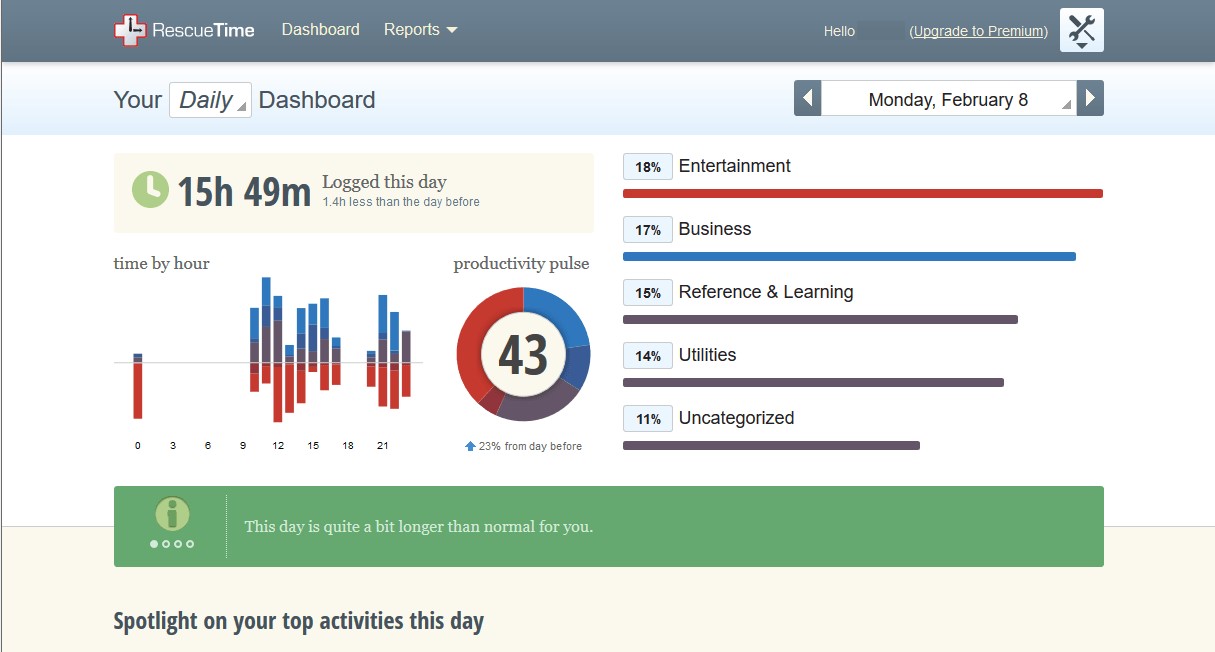 RescueTime Dashboard Reports Hello (Upgrade to Premium)
Your Daily Dashboard
Monday, February 8
15h 49m Logged this day
1.4h less than the day before
time by hour
0 3 6 9 12 15 18 21
productivity pulse
43
23% from day before
18% Entertainment
17% Business
15% Reference & Learning
14% Utilities
11% Uncategorized
This day is quite a bit longer than normal for you.
Spotlight on your top activities this day